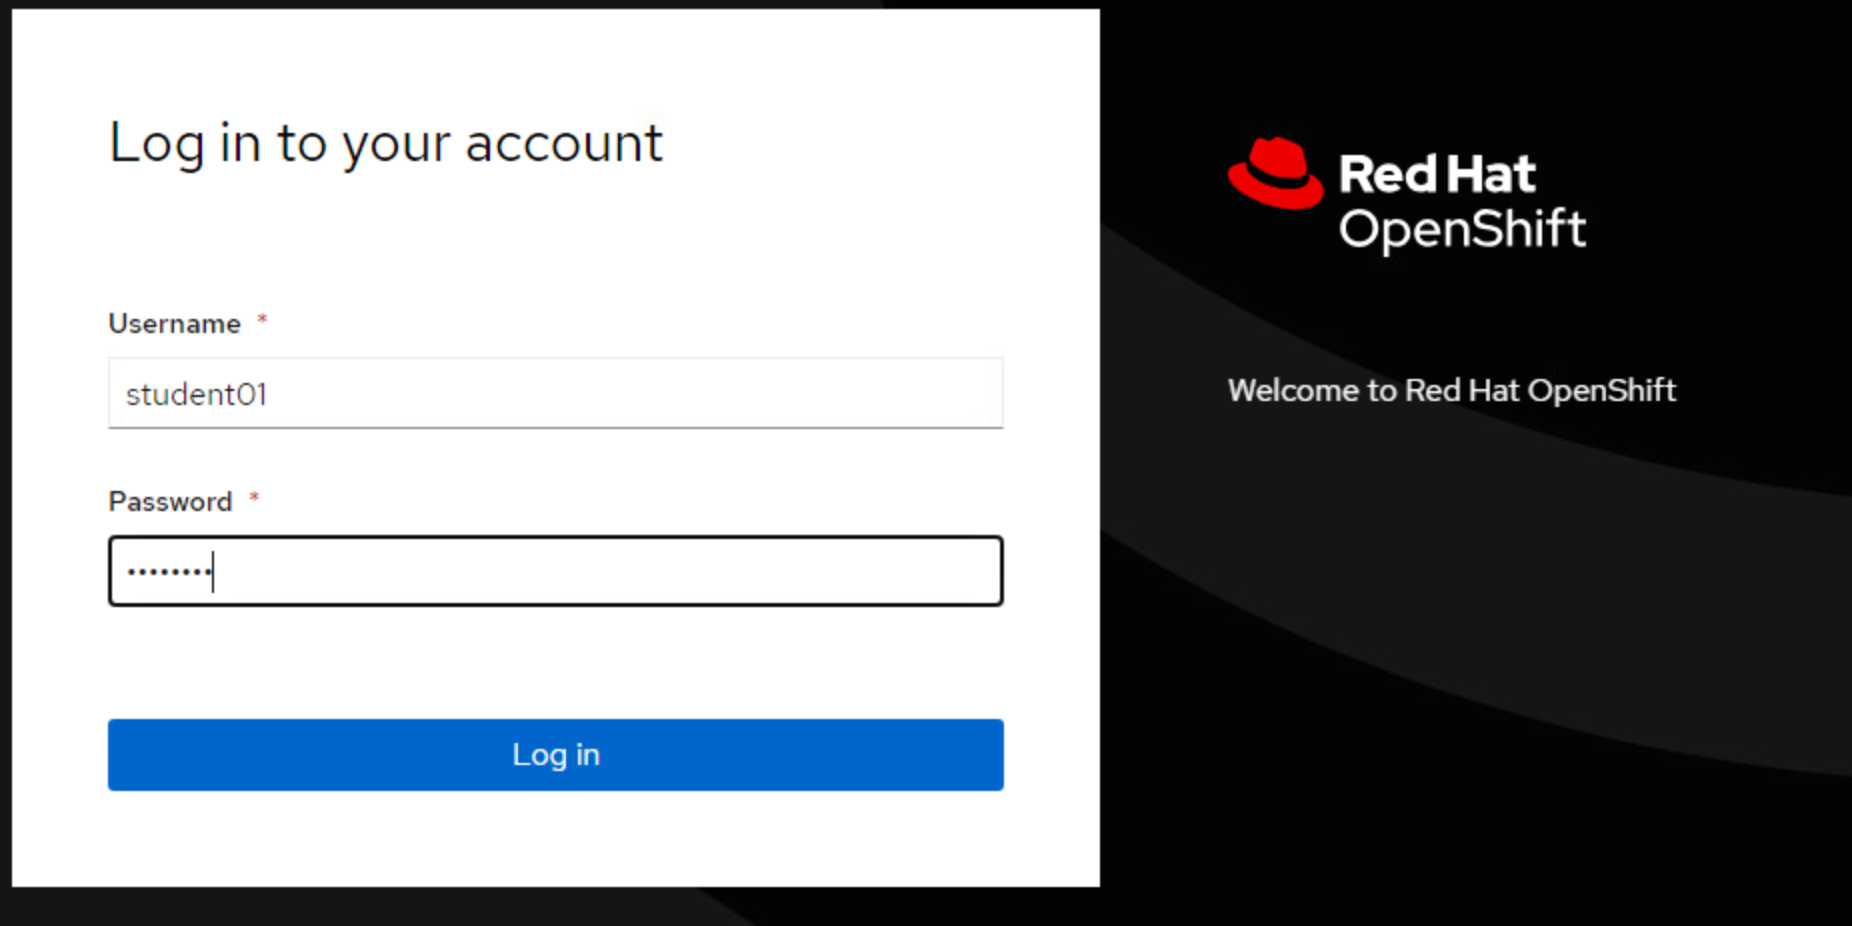 Log in to your account
Username *
student01
Password *
••••••••
Log in
Red Hat
OpenShift
Welcome to Red Hat OpenShift